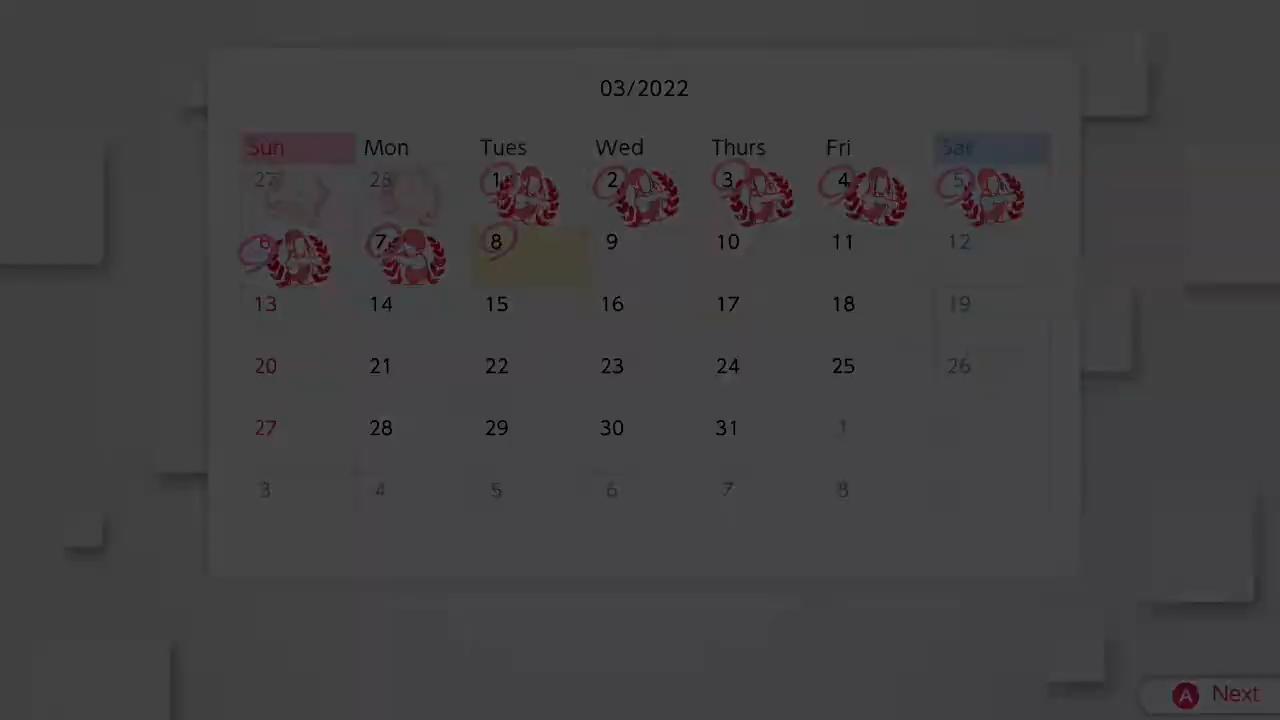 03/2022
Sun Mon Tues Wed Thurs Fri Sat
27 28 1 2 3 4 5
6 7 8 9 10 11 12
13 14 15 16 17 18 19
20 21 22 23 24 25 26
27 28 29 30 31 1
3 4 5 6 7 8
A Next